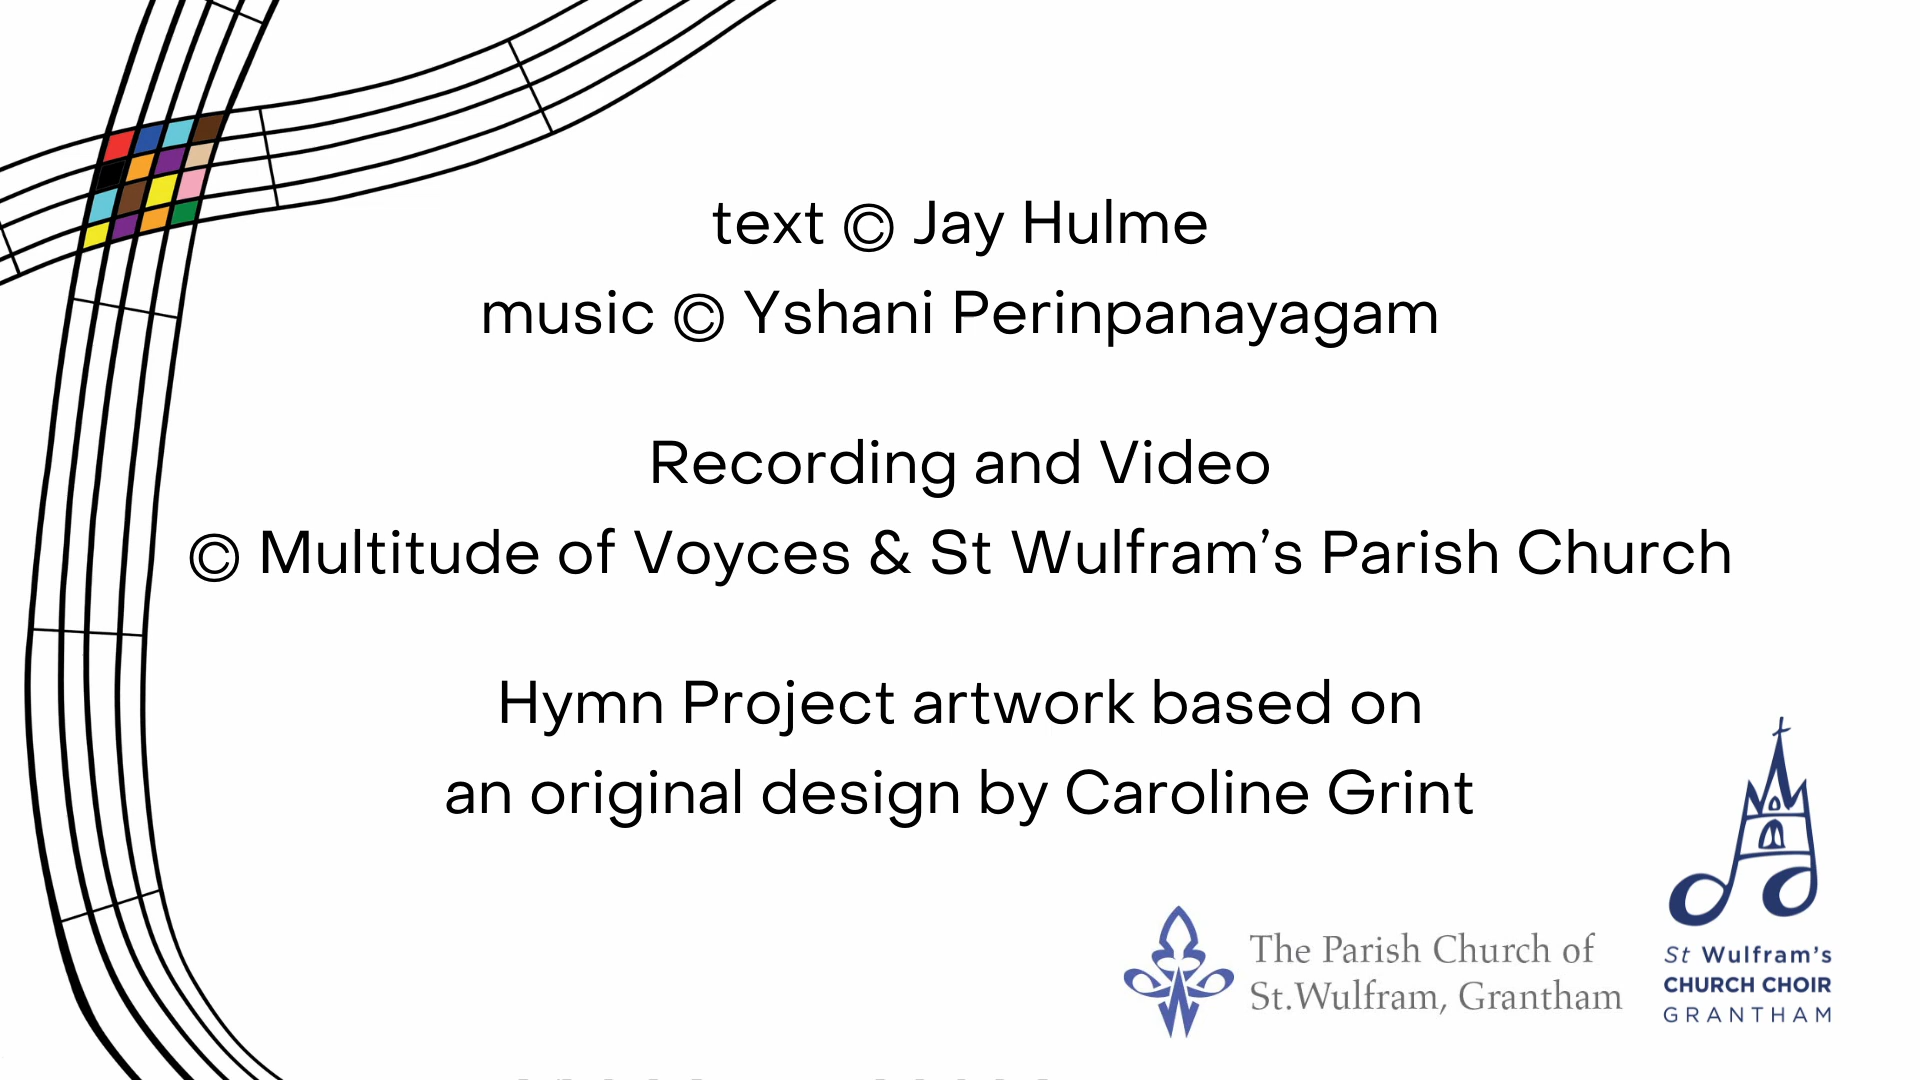 text © Jay Hulme
music © Yshani Perinpanayagam
Recording and Video
© Multitude of Voyces & St Wulfram’s Parish Church
Hymn Project artwork based on
an original design by Caroline Grint
The Parish Church of
St.Wulfram, Grantham
St Wulfram’s
CHURCH CHOIR
GRANTHAM